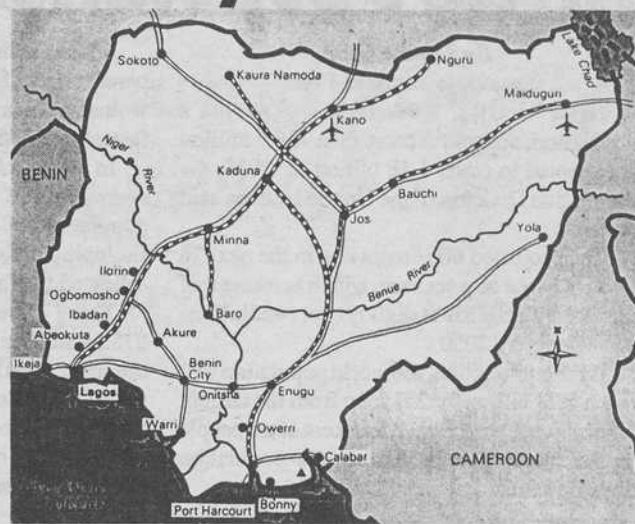 Sokoto
Kaura Namoda
Nguru
Lake Chad
Kano
Maiduguri
BENIN
Niger River
Kaduna
Bauchi
Jos
Minna
Yola
Ilorin
Ogbomosho
Ibadan
Abeokuta
Baro
Benue River
Akure
Ikeja
Benin City
Lagos
Onitsha
Enugu
Warri
Owerri
Calabar
CAMEROON
Port Harcourt
Bonny